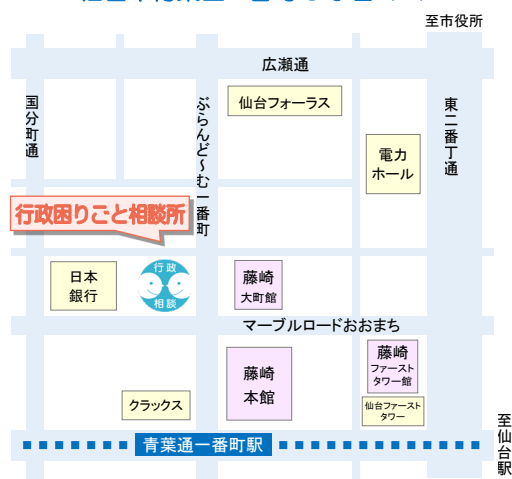 至市役所
広瀬通
国分町通
ぶらんど～む一番町
仙台フォーラス
東二番丁通
電力
ホール
行政困りごと相談所
日本
銀行
行政
相談
藤崎
大町館
マーブルロードおおまち
藤崎
本館
藤崎
ファースト
タワー館
クラックス
仙台ファースト
タワー
青葉通一番町駅
至仙台駅